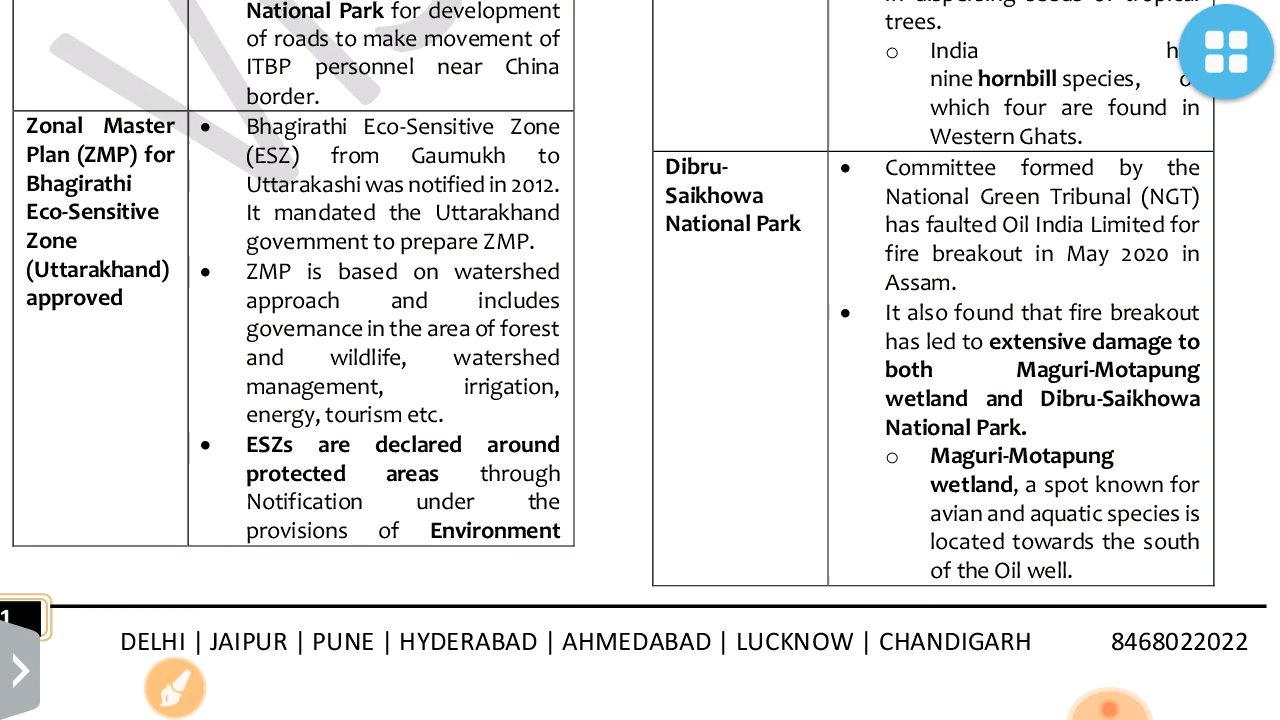 National Park for development
of roads to make movement of
ITBP personnel near China
border.
Zonal Master
Plan (ZMP) for
Bhagirathi
Eco-Sensitive
Zone
(Uttarakhand)
approved
• Bhagirathi Eco-Sensitive Zone
(ESZ) from Gaumukh to
Uttarakashi was notified in 2012.
It mandated the Uttarakhand
government to prepare ZMP.
• ZMP is based on watershed
approach and includes
governance in the area of forest
and wildlife, watershed
management, irrigation,
energy, tourism etc.
• ESZs are declared around
protected areas through
Notification under the
provisions of Environment
in dispersing seeds of tropical
trees.
o India
nine hornbill species,
which four are found in
Western Ghats.
Dibru-
Saikhowa
National Park
• Committee formed by the
National Green Tribunal (NGT)
has faulted Oil India Limited for
fire breakout in May 2020 in
Assam.
• It also found that fire breakout
has led to extensive damage to
both Maguri-Motapung
wetland and Dibru-Saikhowa
National Park.
o Maguri-Motapung
wetland, a spot known for
avian and aquatic species is
located towards the south
of the Oil well.
1
DELHI | JAIPUR | PUNE | HYDERABAD | AHMEDABAD | LUCKNOW | CHANDIGARH 8468022022